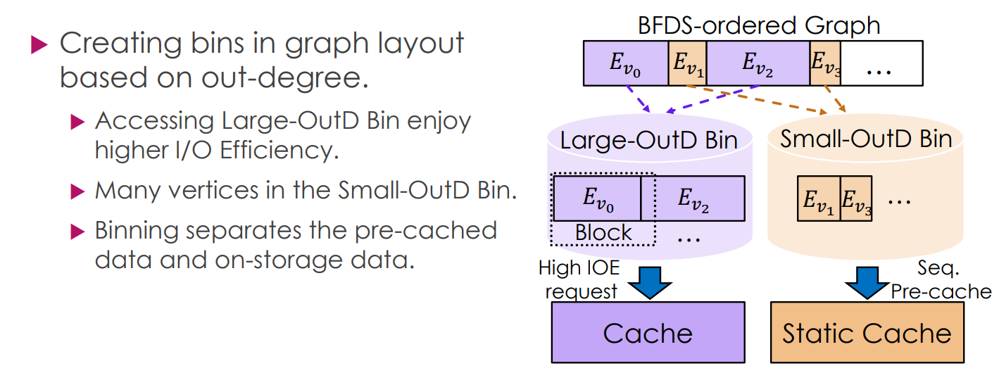 Creating bins in graph layout
based on out-degree.
Accessing Large-OutD Bin enjoy
higher I/O Efficiency.
Many vertices in the Small-OutD Bin.
Binning separates the pre-cached
data and on-storage data.
BFDS-ordered Graph
E_{v_0} E_{v_1} E_{v_2} E_{v_3} ...
Large-OutD Bin
E_{v_0} E_{v_2}
Block ...
High IOE
request
Cache
Small-OutD Bin
E_{v_1} E_{v_3} ...
Seq.
Pre-cache
Static Cache